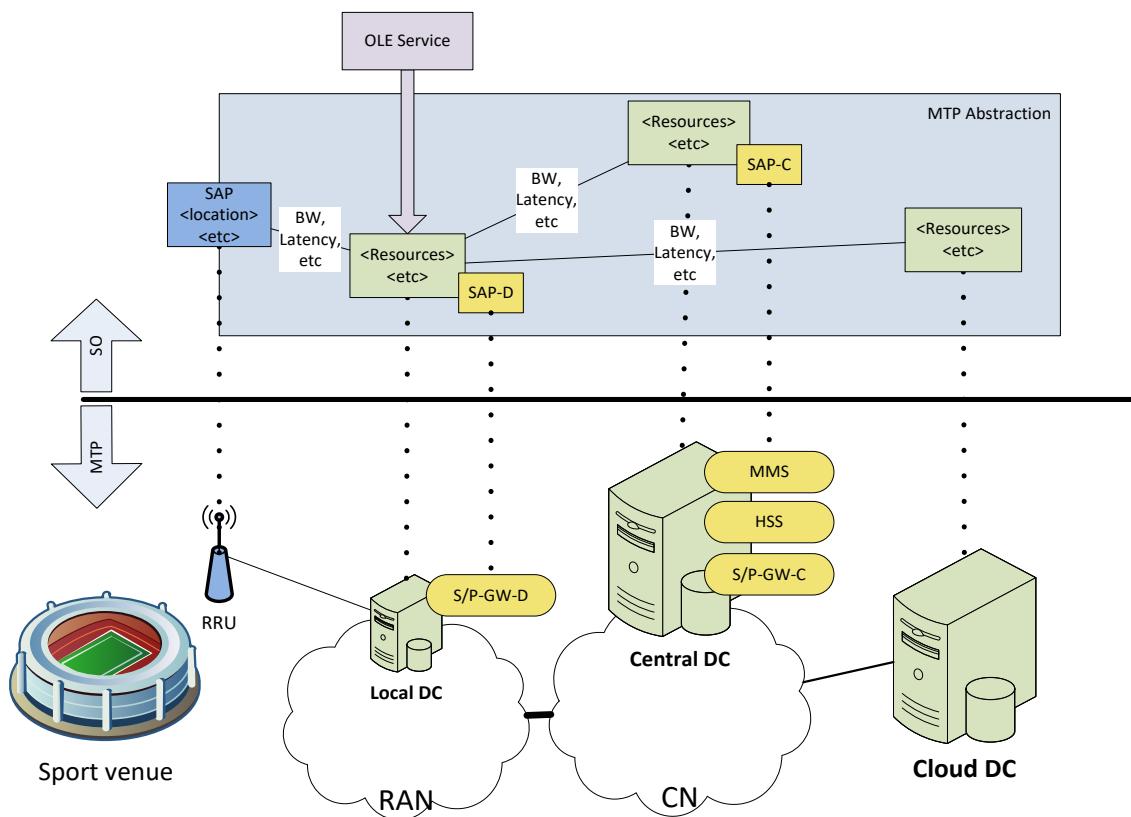 OLE Service
MTP Abstraction
<Resources>
<etc>
SAP-C
SAP
<location>
<etc>
BW,
Latency,
etc
BW,
Latency,
etc
<Resources>
<etc>
SAP-D
BW,
Latency,
etc
<Resources>
<etc>
SO
MTP
MMS
HSS
S/P-GW-C
S/P-GW-D
RRU
Central DC
Local DC
Cloud DC
Sport venue
RAN
CN